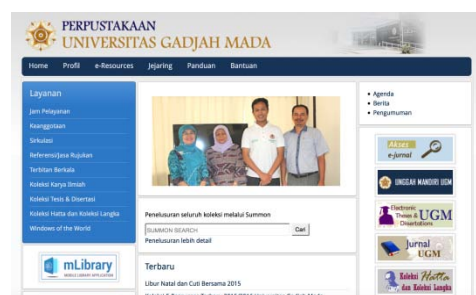 PERPUSTAKAAN
UNIVERSITAS GADJAH MADA
Home Profil e-Resources Jejaring Panduan Bantuan
Layanan
Jam Pelayanan
Keanggotaan
Sirkulasi
Referensi/Jasa Rujukan
Terbitan Berkala
Koleksi Karya Ilmiah
Koleksi Tesis & Disertasi
Koleksi Hatta dan Koleksi Langka
Windows of the World
mLibrary
MOBILE LIBRARY APPLICATION
Penelusuran seluruh koleksi melalui Summon
SUMMON SEARCH
Cari
Penelusuran lebih detail
Terbaru
Libur Natal dan Cuti Bersama 2015
Agenda
Berita
Pengumuman
Akses
e-jurnal
UNGGAH MANDIRI UGM
Electronic
Theses &
Dissertations
UGM
Jurnal
UGM
Koleksi Hatta
dan Koleksi Langka